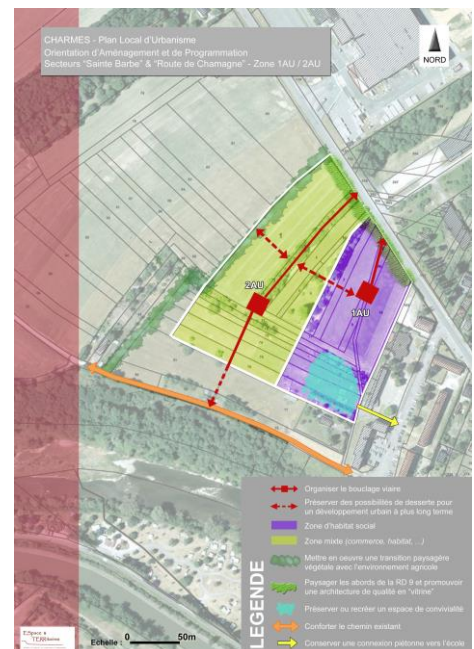 CHARMES - Plan Local d'Urbanisme
Orientation d'Aménagement et de Programmation
Secteurs "Sainte Barbe" & "Route de Chamagne" - Zone 1AU / 2AU
NORD
2AU
1AU
LEGENDE
Organiser le bouclage viaire
Préserver des possibilités de desserte pour
un développement urbain à plus long terme
Zone d'habitat social
Zone mixte (commerce, habitat, ...)
Mettre en oeuvre une transition paysagère
végétale avec l'environnement agricole
Paysager les abords de la RD 9 et promouvoir
une architecture de qualité en "vitrine"
Préserver ou recréer un espace de convivialité
Conforter le chemin existant
Conserver une connexion piétonne vers l'école
ESpace &
TERRitoires
Echelle : 0 50m